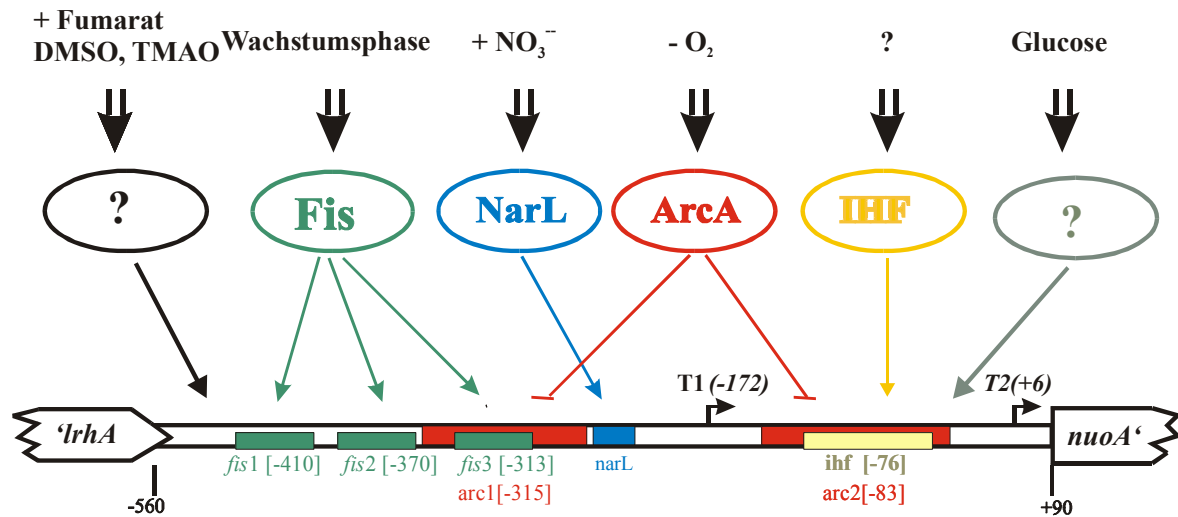 + Fumarat
DMSO, TMAO
Wachstumsphase
+ NO₃⁻⁻
- O₂
?
Glucose
?
Fis
NarL
ArcA
IHF
?
T1 (-172)
T2(+6)
‘lrhA
nuoA‘
fis1 [-410]
fis2 [-370]
fis3 [-313]
narL
ihf [-76]
arc1[-315]
arc2[-83]
-560
+90